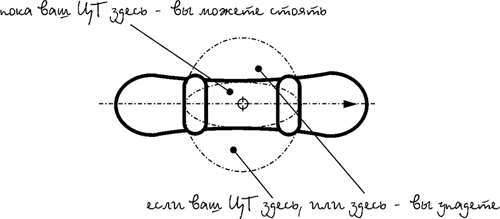 пока ваш ЦТ здесь - вы можете стоять
если ваш ЦТ здесь, или здесь - вы упадете